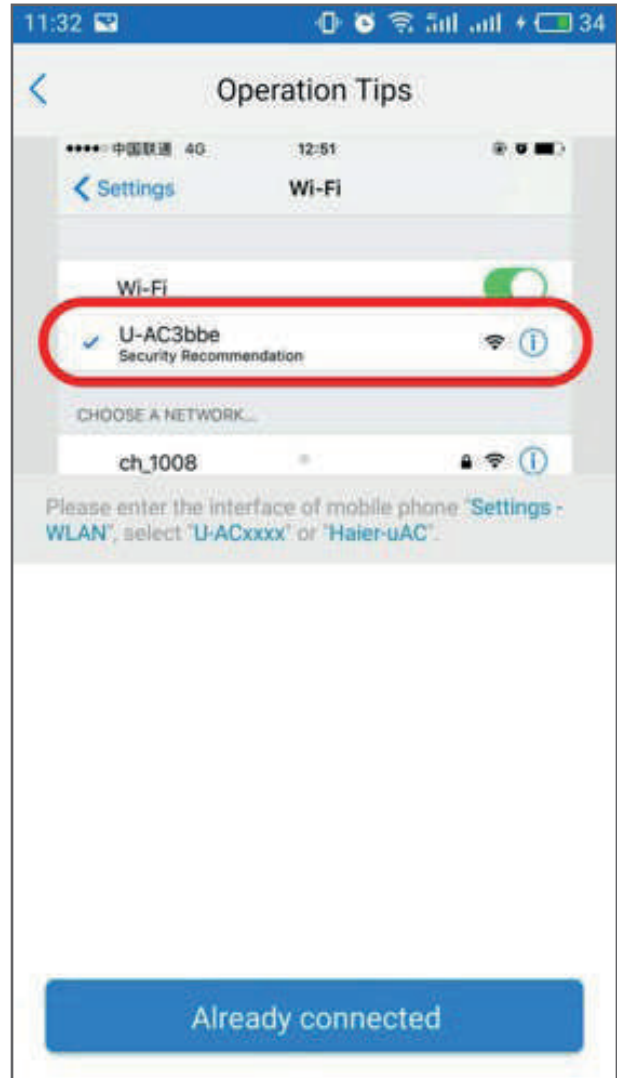 11:32 34
Operation Tips
中国联通 4G 12:51
Settings Wi-Fi
Wi-Fi
U-AC3bbe
Security Recommendation
CHOOSE A NETWORK...
ch_1008
Please enter the interface of mobile phone "Settings -
WLAN", select "U-ACxxxx" or "Haier-uAC".
Already connected